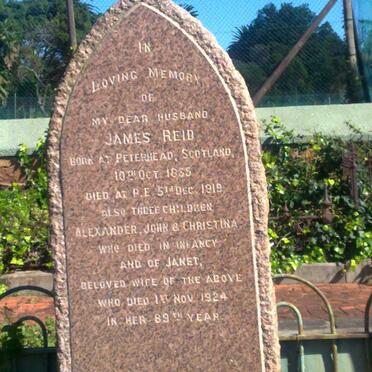 IN
LOVING MEMORY
OF
MY DEAR HUSBAND
JAMES REID
BORN AT PETERHEAD, SCOTLAND,
10TH OCT. 1855,
DIED AT P.E. 5TH DEC. 1919.
ALSO THREE CHILDREN,
ALEXANDER, JOHN & CHRISTINA
WHO DIED IN INFANCY
AND OF JANET,
BELOVED WIFE OF THE ABOVE
WHO DIED 1ST NOV. 1924
IN HER 69TH YEAR.